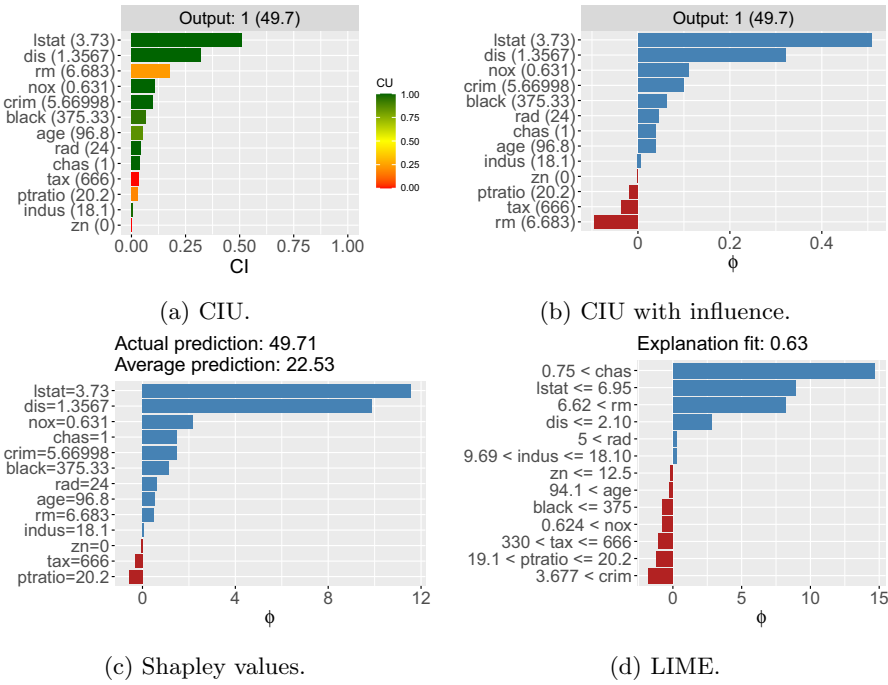 Output: 1 (49.7)
lstat (3.73)
dis (1.3567)
rm (6.683)
nox (0.631)
crim (5.66998)
black (375.33)
age (96.8)
rad (24)
chas (1)
tax (666)
ptratio (20.2)
indus (18.1)
zn (0)
0.00 0.25 0.50 0.75 1.00
CI
CU
1.00
0.75
0.50
0.25
0.00
(a) CIU.
Output: 1 (49.7)
lstat (3.73)
dis (1.3567)
nox (0.631)
crim (5.66998)
black (375.33)
rad (24)
chas (1)
age (96.8)
indus (18.1)
zn (0)
ptratio (20.2)
tax (666)
rm (6.683)
0 0.2 0.4
ϕ
(b) CIU with influence.
Actual prediction: 49.71
Average prediction: 22.53
lstat=3.73
dis=1.3567
nox=0.631
chas=1
crim=5.66998
black=375.33
rad=24
age=96.8
rm=6.683
indus=18.1
zn=0
tax=666
ptratio=20.2
0 4 8 12
ϕ
(c) Shapley values.
Explanation fit: 0.63
0.75 < chas
lstat <= 6.95
6.62 < rm
dis <= 2.10
5 < rad
9.69 < indus <= 18.10
zn <= 12.5
94.1 < age
black <= 375
0.624 < nox
330 < tax <= 666
19.1 < ptratio <= 20.2
3.677 < crim
0 5 10 15
ϕ
(d) LIME.